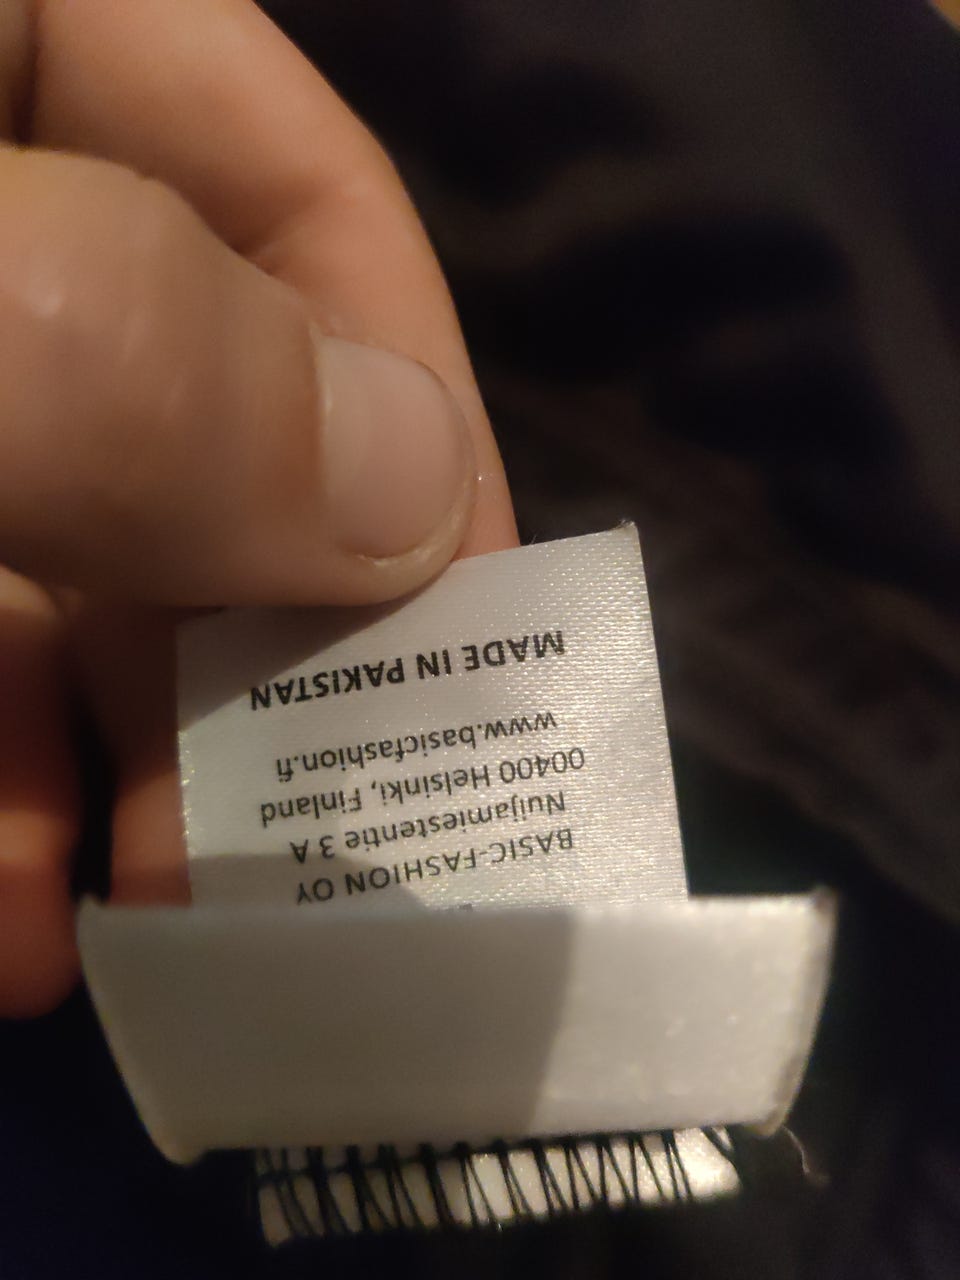 BASIC-FASHION OY
Nuijamiestentie 3 A
00400 Helsinki, Finland
www.basicfashion.fi
MADE IN PAKISTAN